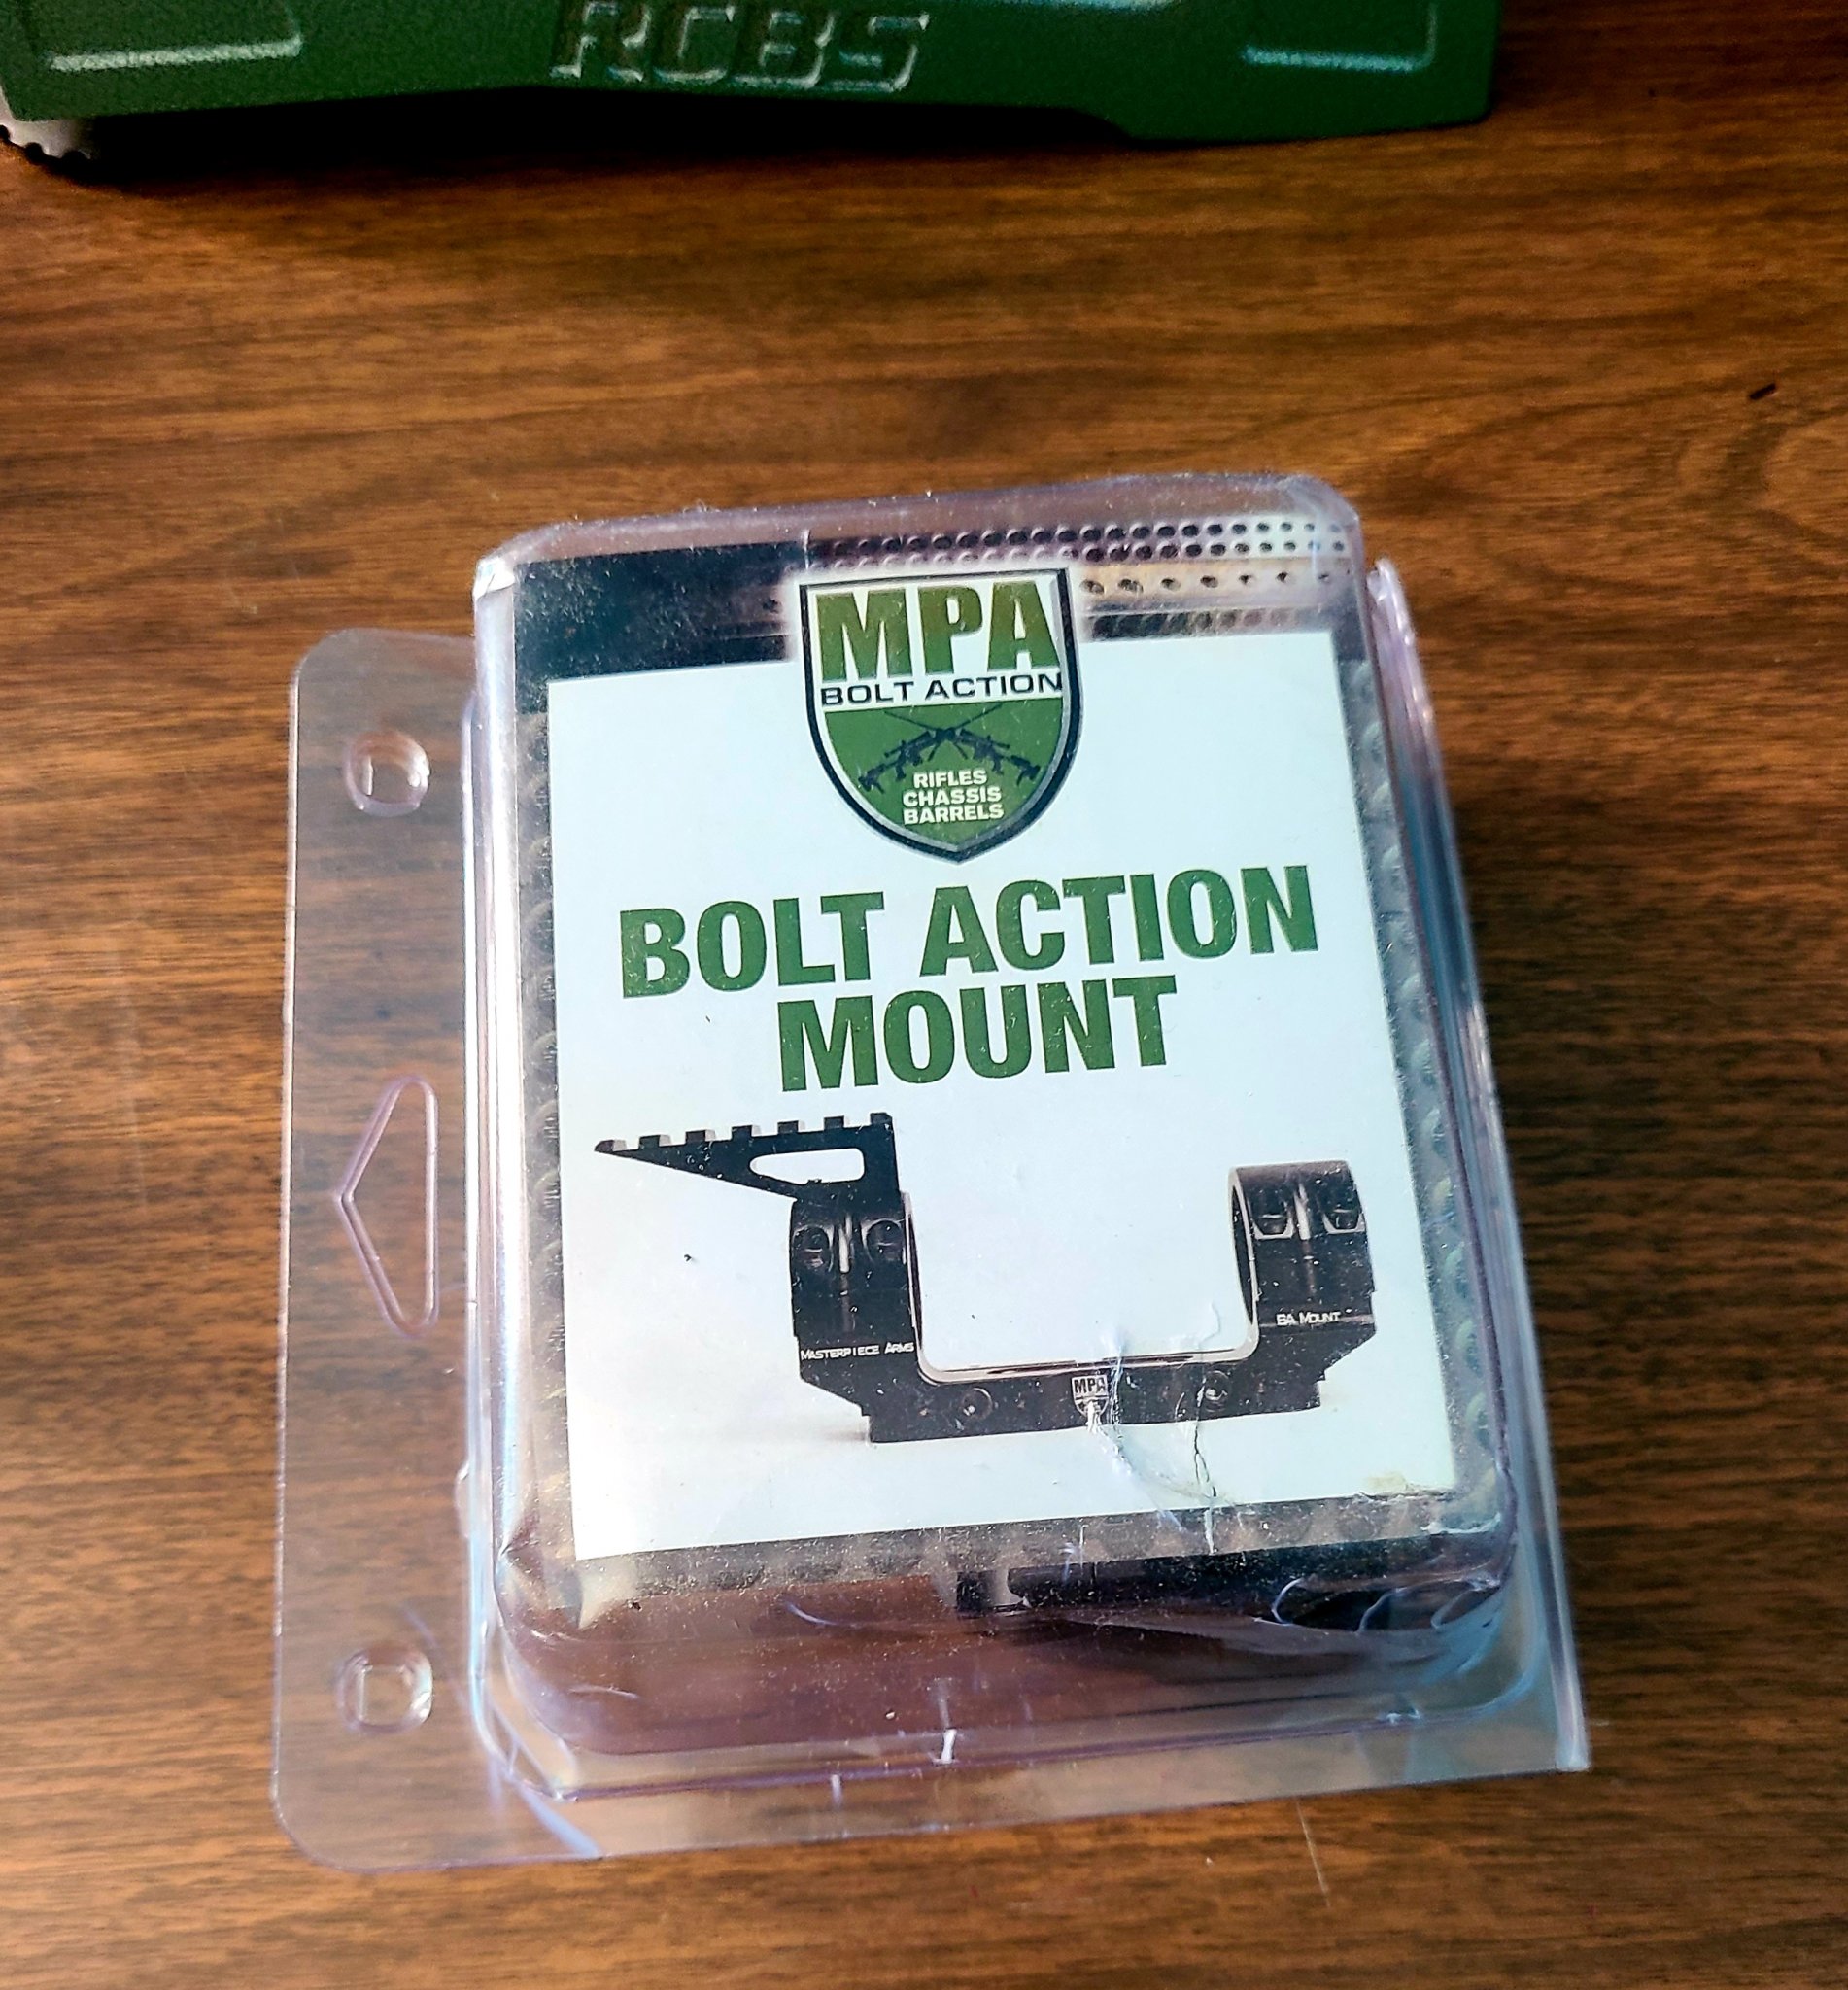 RCBS
MPA
BOLT ACTION
RIFLES
CHASSIS
BARRELS
BOLT ACTION
MOUNT
MASTERPIECE ARMS
BA MOUNT
MPA